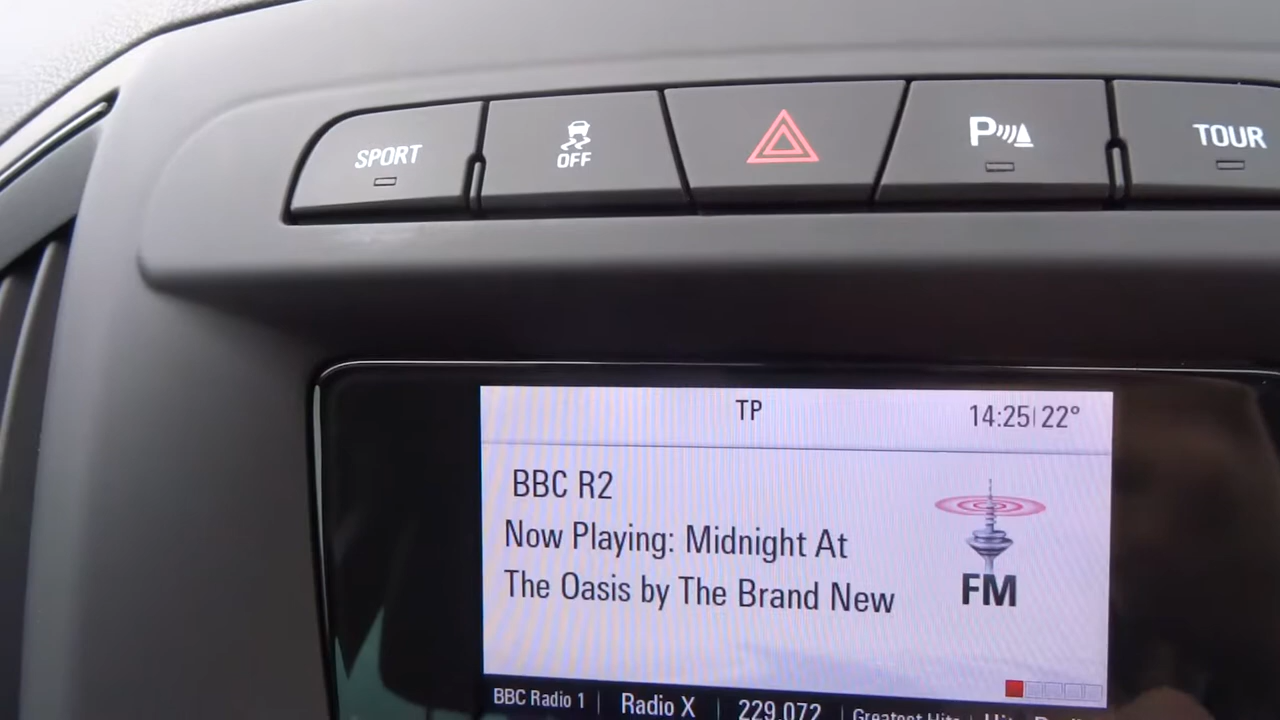 SPORT
OFF
P
TOUR
TP
14:25 22°
BBC R2
Now Playing: Midnight At
The Oasis by The Brand New
FM
BBC Radio 1
Radio X
229.072
Greatest Hits